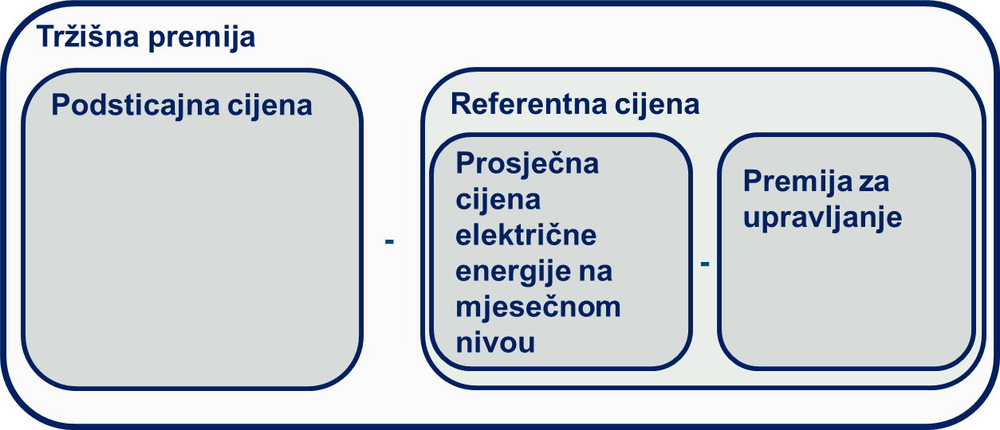 Tržišna premija
Podsticajna cijena
-
Referentna cijena
Prosječna
cijena
električne
energije na
mjesečnom
nivou
-
Premija za
upravljanje